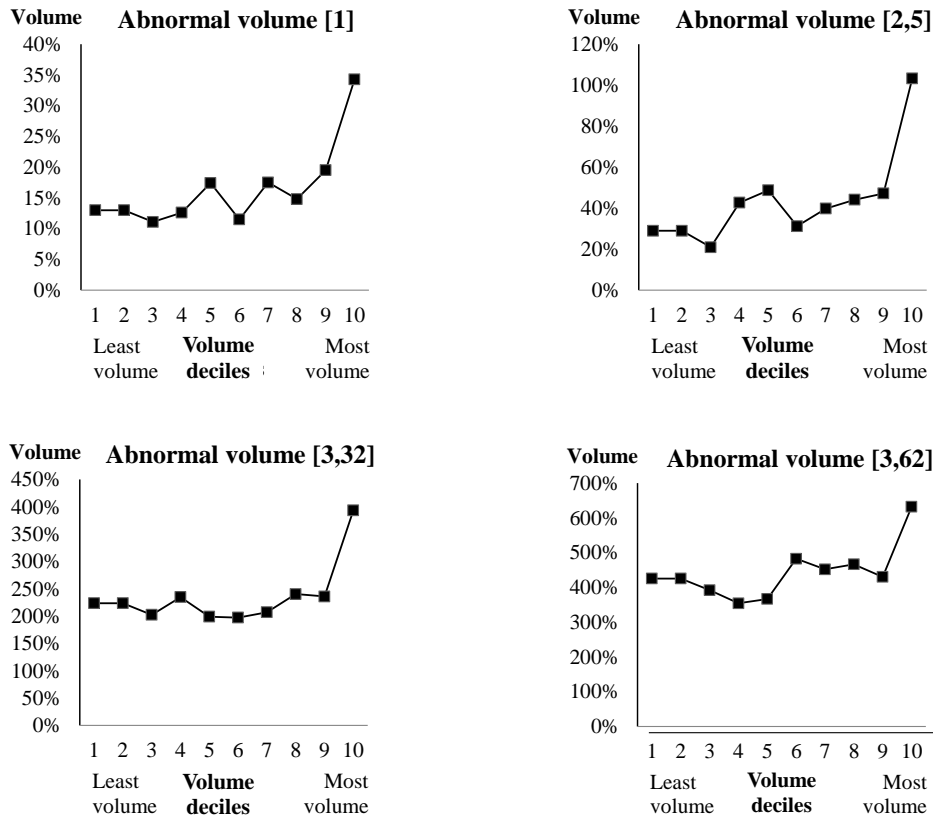 Volume Abnormal volume [1]
40%
35%
30%
25%
20%
15%
10%
5%
0%
1 2 3 4 5 6 7 8 9 10
Least Volume Most
volume deciles volume
Abnormal volume [2,5]
Volume
120%
100%
80%
60%
40%
20%
0%
1 2 3 4 5 6 7 8 9 10
Least Volume Most
volume deciles volume
Volume Abnormal volume [3,32]
450%
400%
350%
300%
250%
200%
150%
100%
50%
0%
1 2 3 4 5 6 7 8 9 10
Least Volume Most
volume deciles volume
Volume Abnormal volume [3,62]
700%
600%
500%
400%
300%
200%
100%
0%
1 2 3 4 5 6 7 8 9 10
Least Volume Most
volume deciles volume